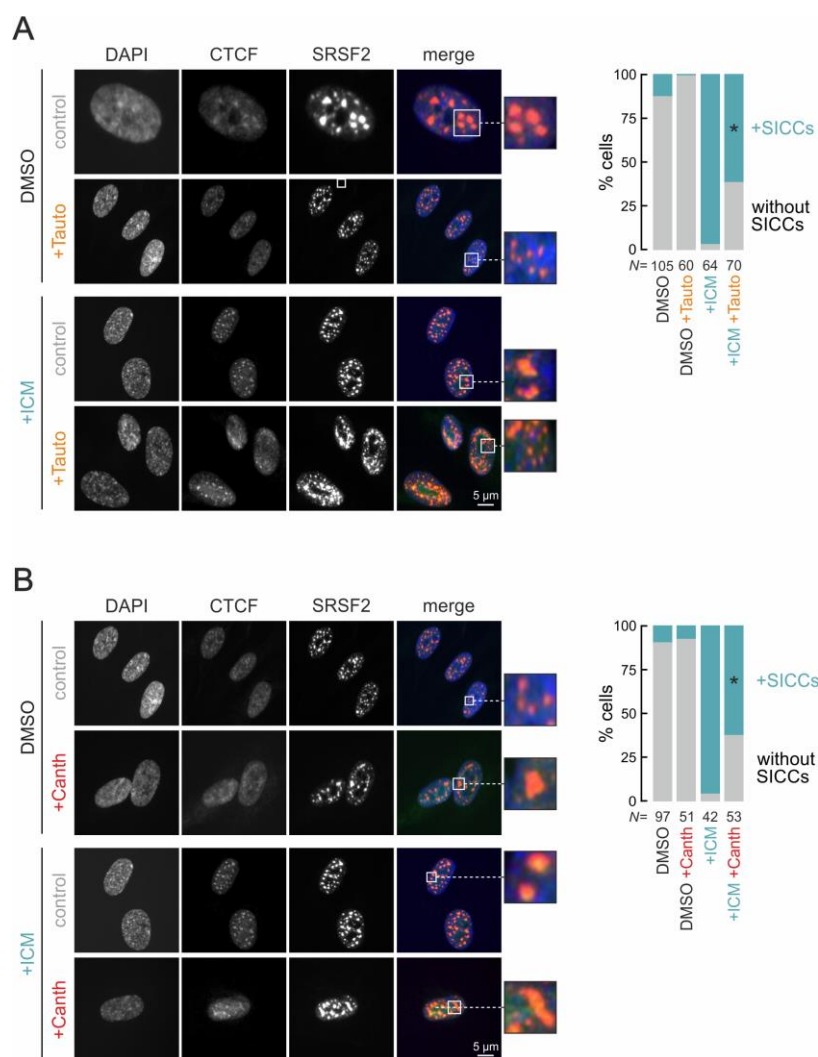 A
DAPI CTCF SRSF2 merge
DMSO
control
+Tauto
+ICM
control
+Tauto
5 µm
% cells
100
75
50
25
0
*
+SICCs
without
SICCs
N= 105 60 64 70
DMSO
DMSO +Tauto
+ICM
+ICM +Tauto
B
DAPI CTCF SRSF2 merge
DMSO
control
+Canth
+ICM
control
+Canth
5 µm
% cells
100
75
50
25
0
*
+SICCs
without
SICCs
N= 97 51 42 53
DMSO
DMSO +Canth
+ICM
+ICM +Canth